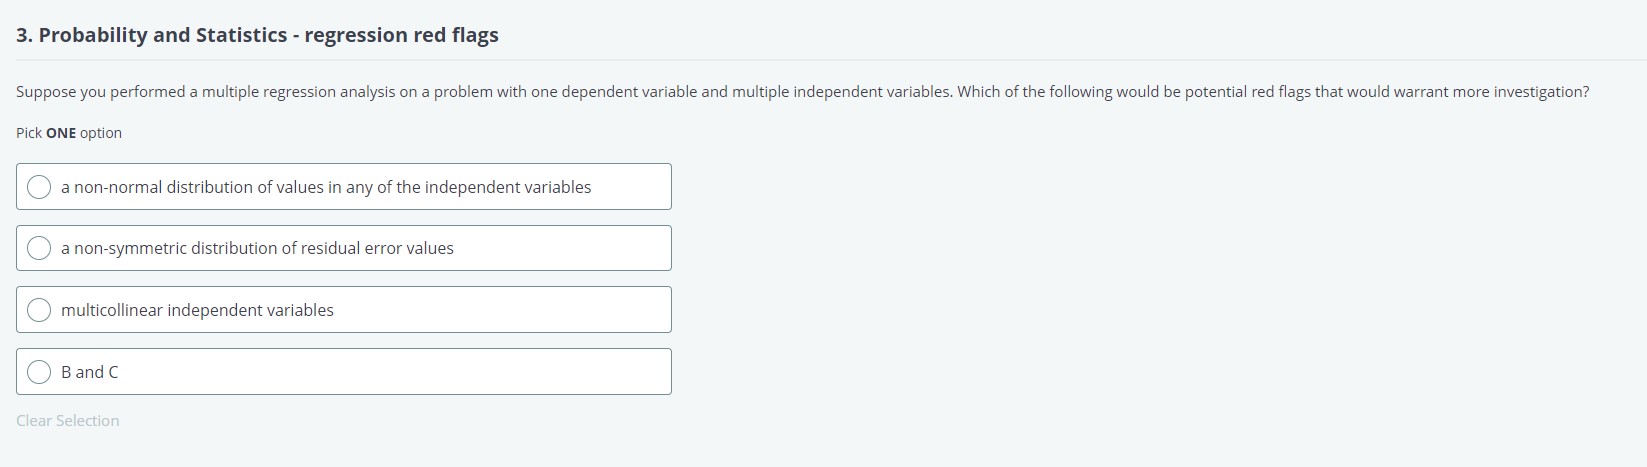 3. Probability and Statistics - regression red flags
Suppose you performed a multiple regression analysis on a problem with one dependent variable and multiple independent variables. Which of the following would be potential red flags that would warrant more investigation?
Pick ONE option
a non-normal distribution of values in any of the independent variables
a non-symmetric distribution of residual error values
multicollinear independent variables
B and C
Clear Selection